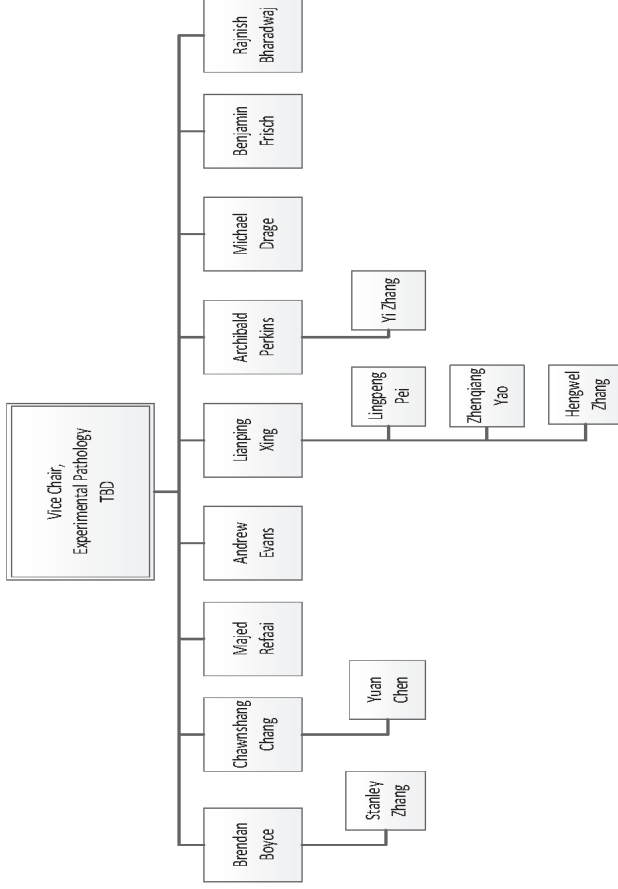 Vice Chair,
Experimental Pathology
TBD
Brendan
Boyce
Chawnshang
Chang
Majed
Refaai
Andrew
Evans
Lianping
Xing
Archibald
Perkins
Michael
Drage
Benjamin
Frisch
Rajnish
Bharadwaj
Stanley
Zhang
Yuan
Chen
Lingpeng
Pei
Yi Zhang
Zhenqiang
Yao
Hengwel
Zhang